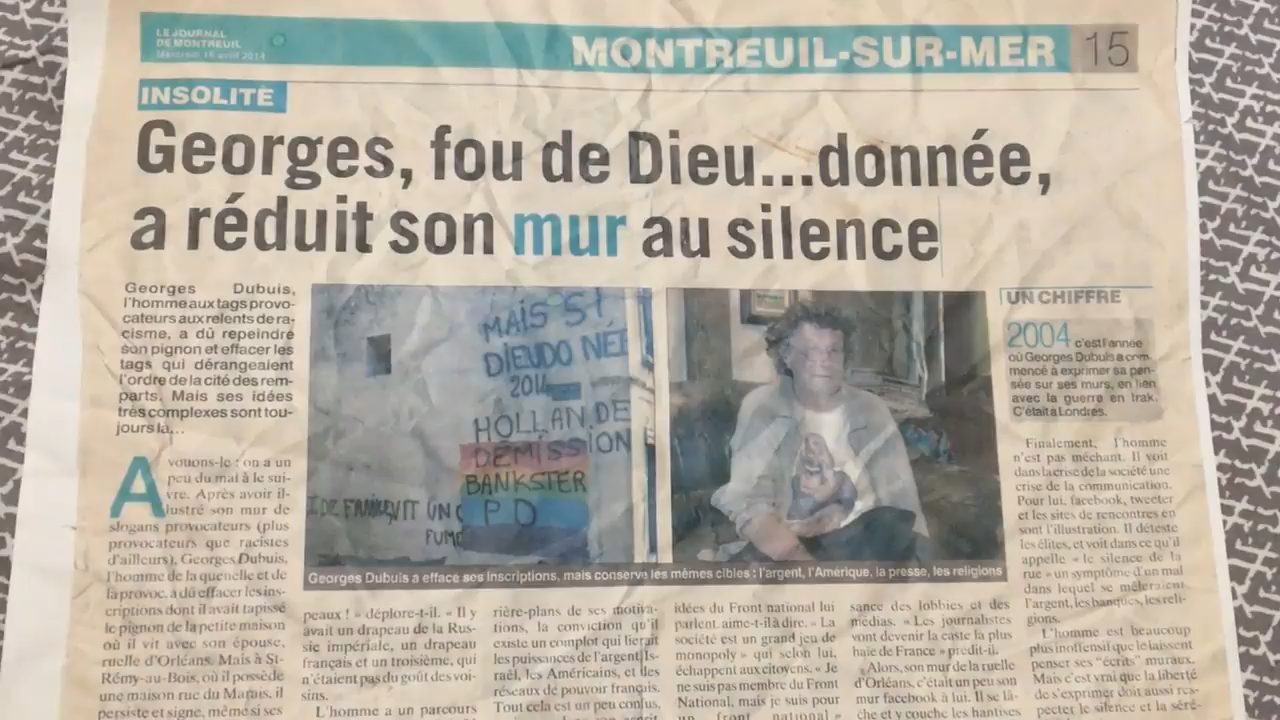 LE JOURNAL
DE MONTREUIL
Mercredi 16 avril 2014
MONTREUIL-SUR-MER 15
INSOLITE
Georges, fou de Dieu...donnée,
a réduit son mur au silence
Georges Dubuis,
l'homme aux tags provo-
cateurs aux relents de ra-
cisme, a dû repeindre
son pignon et effacer les
tags qui dérangeaient
l'ordre de la cité des rem-
parts. Mais ses idées
très complexes sont tou-
jours là...
Avouons-le : on a un
peu du mal à le sui-
vre. Après avoir il-
lustré son mur de
slogans provocateurs (plus
provocateurs que racistes
d'ailleurs), Georges Dubuis,
l'homme de la quenelle et de
la provoc, a dû effacer les ins-
criptions dont il avait tapissé
le pignon de la petite maison
où il vit avec son épouse,
ruelle d'Orléans. Mais à St-
Rémy-au-Bois, où il possède
une maison rue du Marais, il
persiste et signe, même si ses
MAIS SI
DIEUDO NÉE
2014
HOLLANDE
DÉMISSION
BANKSTER
PD
UN
FUME
Georges Dubuis a effacé ses inscriptions, mais conserve les mêmes cibles : l'argent, l'Amérique, la presse, les religions
peaux ! » déplore-t-il. « Il y
avait un drapeau de la Rus-
sie impériale, un drapeau
français et un troisième, qui
n'étaient pas du goût des voi-
sins.
L'homme a un parcours
rière-plans de ses motiva-
tions, la conviction qu'il
existe un complot qui lierait
les puissances de l'argent, Is-
raël, les Américains, et des
réseaux de pouvoir français.
Tout cela est un peu confus,
idées du Front national lui
parlent, aime-t-il à dire. « La
société est un grand jeu de
monopoly » qui selon lui,
échappent aux citoyens. « Je
ne suis pas membre du Front
National, mais je suis pour
un front national »
sance des lobbies et des
médias. « Les journalistes
vont devenir la caste la plus
haïe de France » prédit-il.
Alors, son mur de la ruelle
d'Orléans, c'était un peu son
mur facebook à lui. Il se lâ-
che et y couche les hantises
UN CHIFFRE
2004 c'est l'année
où Georges Dubuis a com-
mencé à exprimer sa pen-
sée sur ses murs, en lien
avec la guerre en Irak.
C'était à Londres.
Finalement, l'homme
n'est pas méchant. Il voit
dans la crise de la société une
crise de la communication.
Pour lui, facebook, tweeter
et les sites de rencontres en
sont l'illustration. Il déteste
les élites, et voit dans ce qu'il
appelle « le silence de la
rue » un symptôme d'un mal
dans lequel se mêleraient
l'argent, les banques, les reli-
gions.
L'homme est beaucoup
plus inoffensif que le laissent
penser ses "écrits" muraux.
Mais c'est vrai que la liberté
de s'exprimer doit aussi res-
pecter le silence et la séré-